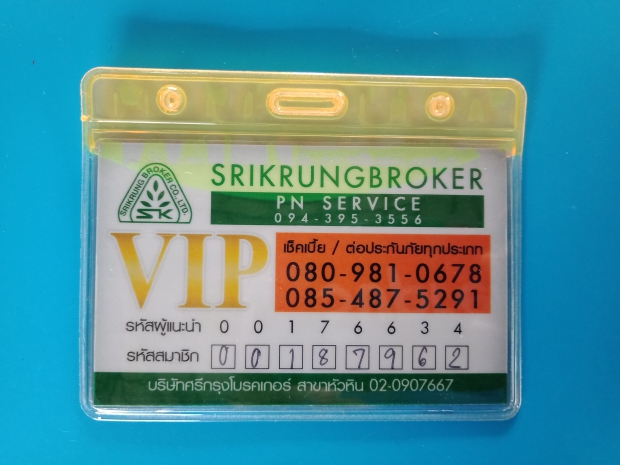 SRIKRUNG BROKER CO., LTD.
SK
SRIKRUNGBROKER
PN SERVICE
094-395-3556
VIP
เช็คเบี้ย / ต่อประกันภัยทุกประเภท
080-981-0678
085-487-5291
รหัสผู้แนะนำ 0 0 1 7 6 6 3 4
รหัสสมาชิก 0 0 1 8 7 9 6 2
บริษัทศรีกรุงโบรคเกอร์ สาขาหัวหิน 02-0907667